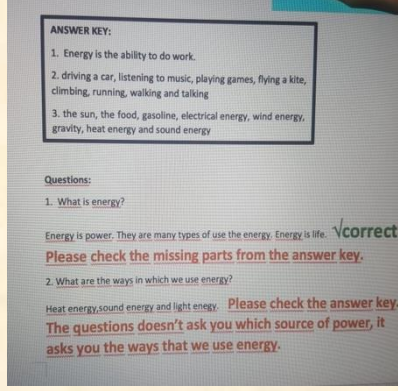 ANSWER KEY:
1. Energy is the ability to do work.
2. driving a car, listening to music, playing games, flying a kite,
climbing, running, walking and talking
3. the sun, the food, gasoline, electrical energy, wind energy,
gravity, heat energy and sound energy
Questions:
1. What is energy?
Energy is power. They are many types of use the energy. Energy is life. √correct
Please check the missing parts from the answer key.
2. What are the ways in which we use energy?
Heat energy,sound energy and light enegy. Please check the answer key.
The questions doesn't ask you which source of power, it
asks you the ways that we use energy.